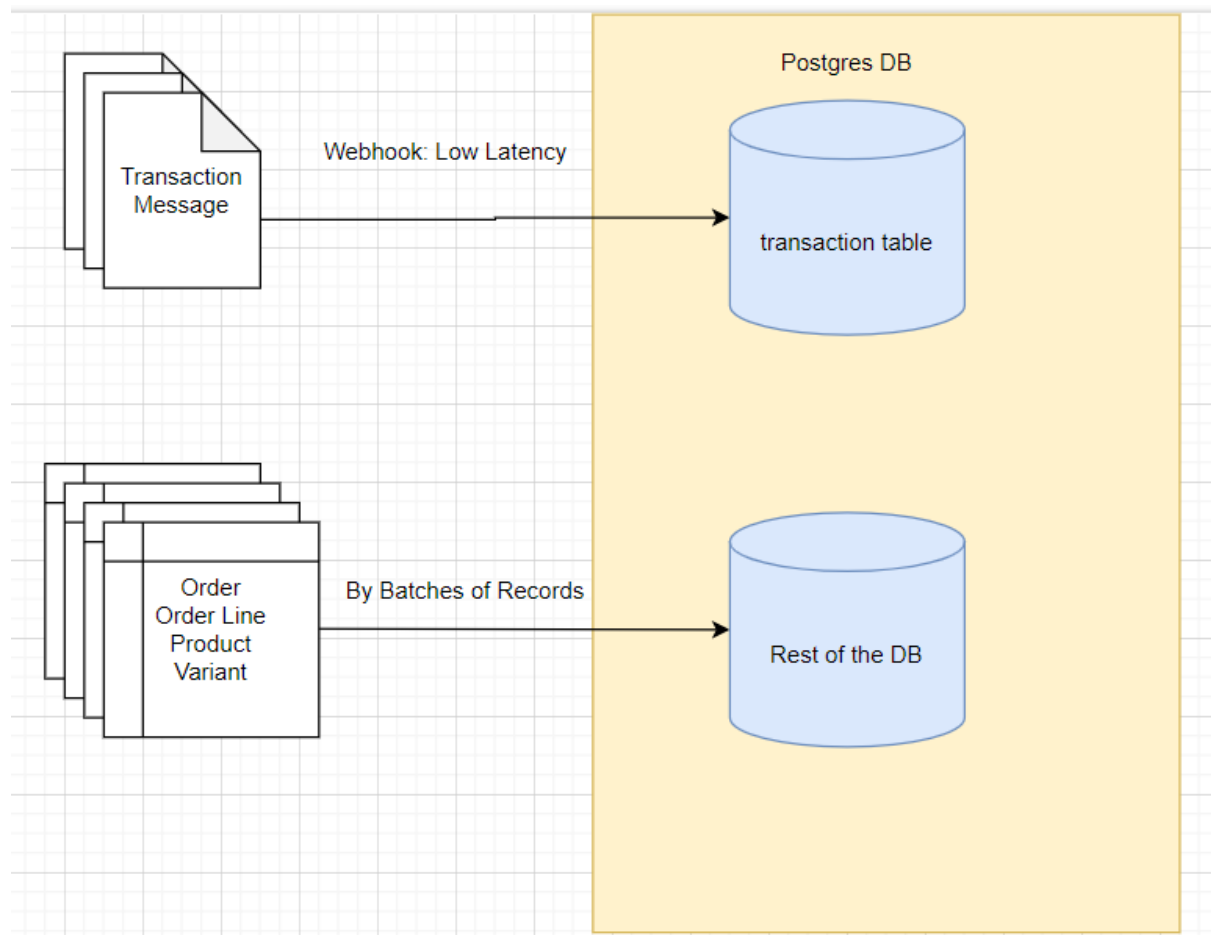 Postgres DB
Webhook: Low Latency
Transaction
Message
transaction table
Order
Order Line
Product
Variant
By Batches of Records
Rest of the DB